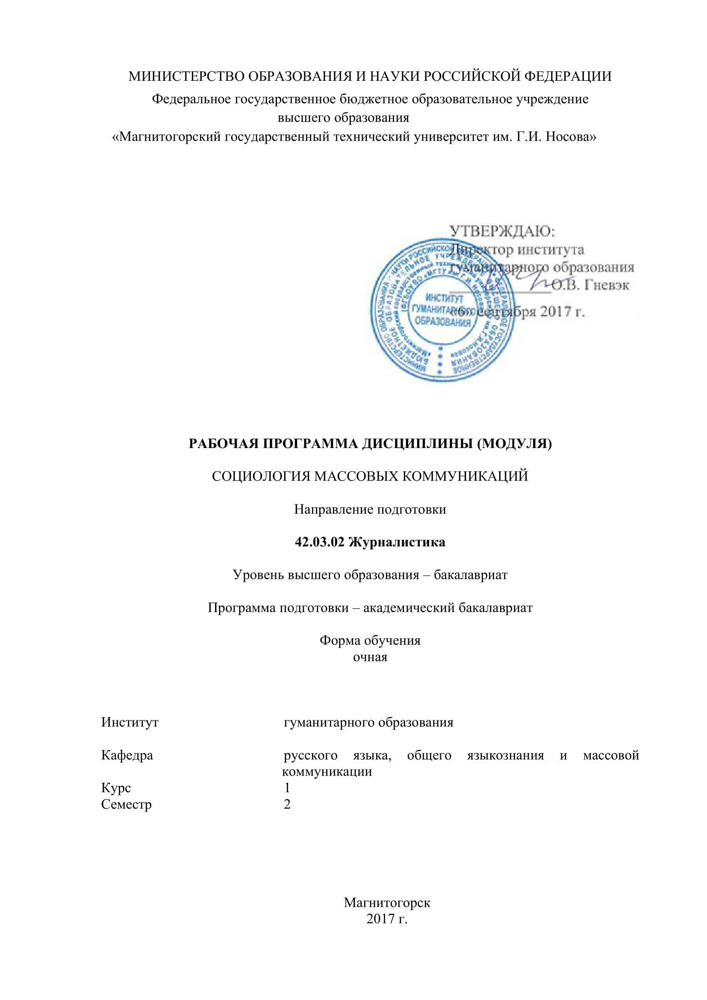 МИНИСТЕРСТВО ОБРАЗОВАНИЯ И НАУКИ РОССИЙСКОЙ ФЕДЕРАЦИИ
Федеральное государственное бюджетное образовательное учреждение
высшего образования
«Магнитогорский государственный технический университет им. Г.И. Носова»
УТВЕРЖДАЮ:
Директор института
гуманитарного образования
О.В. Гневэк
«6» сентября 2017 г.
ИНСТИТУТ
ГУМАНИТАРНОГО
ОБРАЗОВАНИЯ
РАБОЧАЯ ПРОГРАММА ДИСЦИПЛИНЫ (МОДУЛЯ)
СОЦИОЛОГИЯ МАССОВЫХ КОММУНИКАЦИЙ
Направление подготовки
42.03.02 Журналистика
Уровень высшего образования – бакалавриат
Программа подготовки – академический бакалавриат
Форма обучения
очная
Институт гуманитарного образования
Кафедра русского языка, общего языкознания и массовой
коммуникации
Курс 1
Семестр 2
Магнитогорск
2017 г.